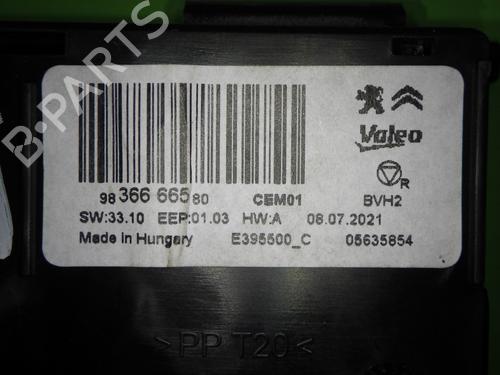 B-PARTS
Valeo
R
98 366 665 80 CEM01 BVH2
SW:33.10 EEP:01.03 HW:A 08.07.2021
Made in Hungary E395500_C 05635854
>PP T20<